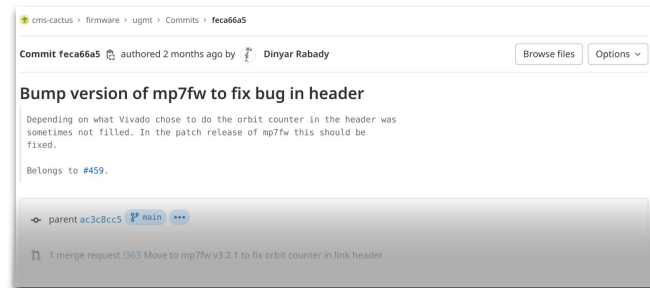 cms-cactus > firmware > ugmt > Commits > feca66a5
Commit feca66a5 authored 2 months ago by Dinyar Rabady
Browse files
Options
Bump version of mp7fw to fix bug in header
Depending on what Vivado chose to do the orbit counter in the header was
sometimes not filled. In the patch release of mp7fw this should be
fixed.
Belongs to #459.
parent ac3c8cc5 main •••
1 merge request !363 Move to mp7fw v3.2.1 to fix orbit counter in link header